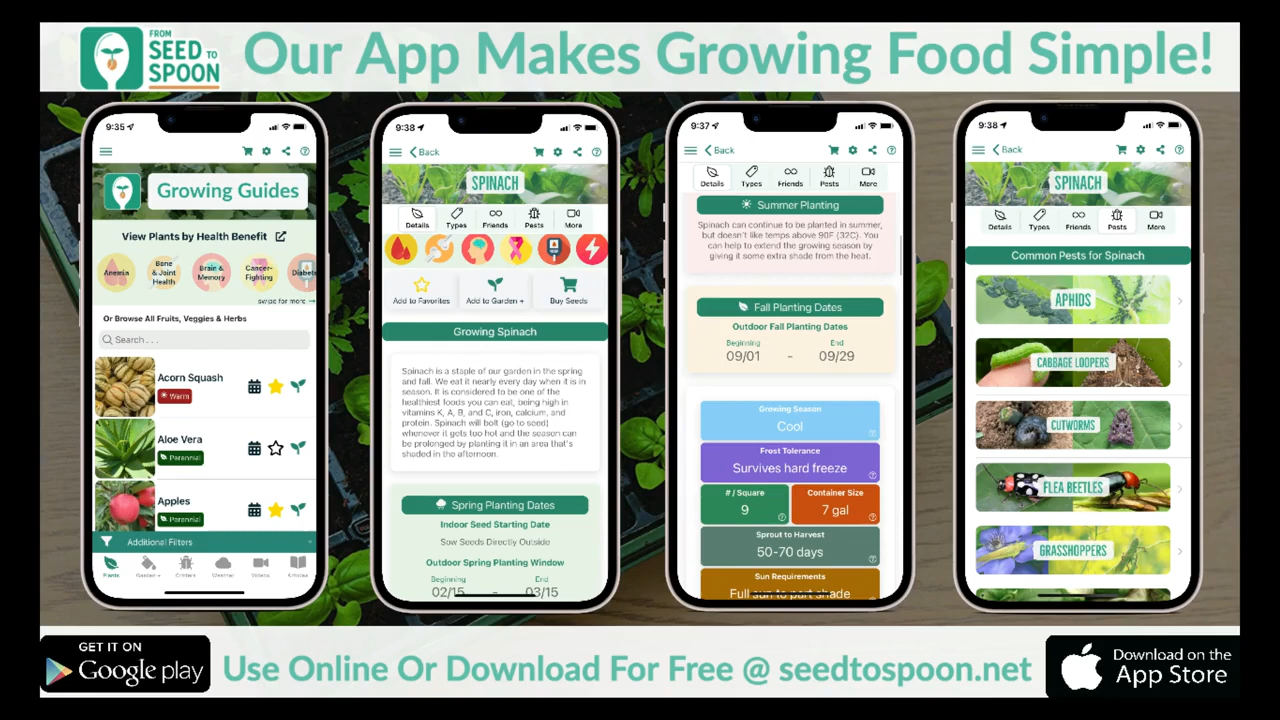 FROM
SEED TO
SPOON
Our App Makes Growing Food Simple!
9:35
Growing Guides
View Plants by Health Benefit
Anemia
Bone
& Joint
Health
Brain &
Memory
Cancer-
Fighting
Diabet
swipe for more →
Or Browse All Fruits, Veggies & Herbs
Search . . .
Acorn Squash
Warm
Aloe Vera
Perennial
Apples
Perennial
Additional Filters
Plants
Garden +
Critters
Weather
Videos
Articles
9:38
Back
SPINACH
Details
Types
Friends
Pests
More
Add to Favorites
Add to Garden +
Buy Seeds
Growing Spinach
Spinach is a staple of our garden in the spring
and fall. We eat it nearly every day when it is in
season. It is considered to be one of the
healthiest foods you can eat, being high in
vitamins K, A, B, and C, iron, calcium, and
protein. Spinach will bolt (go to seed)
whenever it gets too hot and the season can
be prolonged by planting it in an area that's
shaded in the afternoon.
Spring Planting Dates
Indoor Seed Starting Date
Sow Seeds Directly Outside
Outdoor Spring Planting Window
Beginning
End
02/15 - 03/15
9:37
Back
Details
Types
Friends
Pests
More
Summer Planting
Spinach can continue to be planted in summer,
but doesn't like temps above 90F (32C). You
can help to extend the growing season by
giving it some extra shade from the heat.
Fall Planting Dates
Outdoor Fall Planting Dates
Beginning
End
09/01 - 09/29
Growing Season
Cool
Frost Tolerance
Survives hard freeze
# / Square
9
Container Size
7 gal
Sprout to Harvest
50-70 days
Sun Requirements
Full sun to part shade
9:38
Back
SPINACH
Details
Types
Friends
Pests
More
Common Pests for Spinach
APHIDS
CABBAGE LOOPERS
CUTWORMS
FLEA BEETLES
GRASSHOPPERS
GET IT ON
Google play
Use Online Or Download For Free @ seedtospoon.net
Download on the
App Store